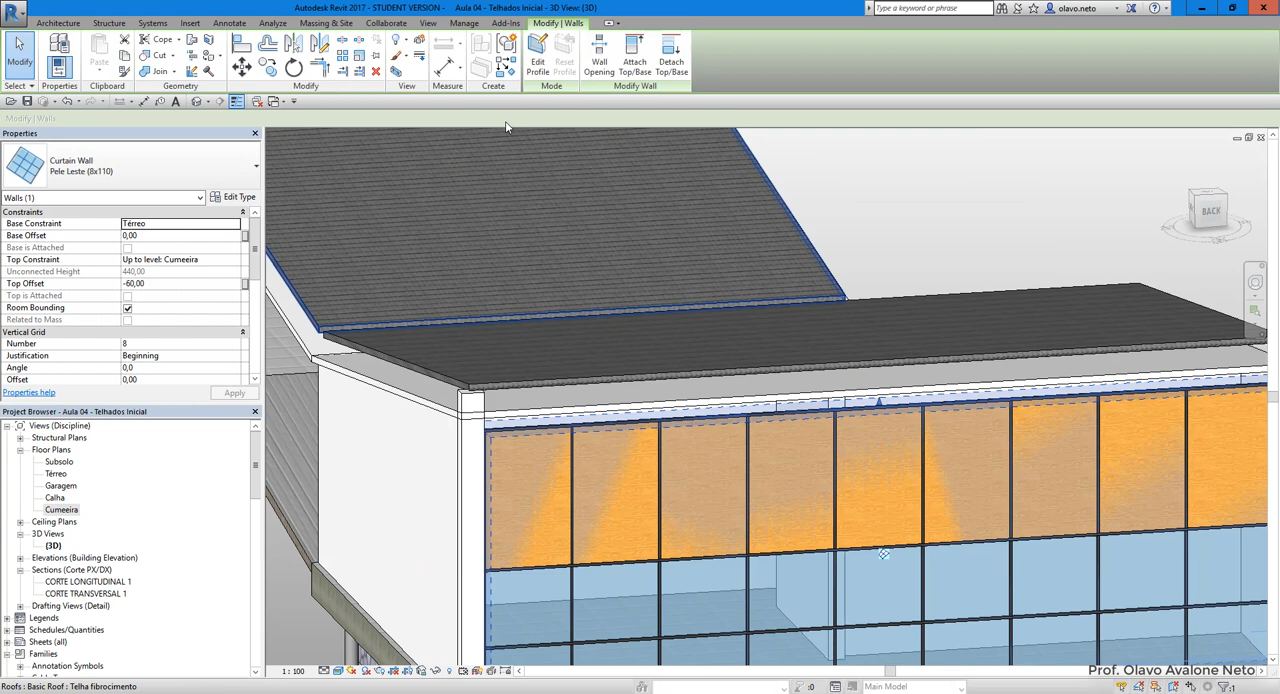 Autodesk Revit 2017 - STUDENT VERSION - Aula 04 - Telhados Inicial - 3D View: {3D}
Type a keyword or phrase
olavo.neto
Architecture Structure Systems Insert Annotate Analyze Massing & Site Collaborate View Manage Add-Ins Modify | Walls
Modify
Paste
Cope
Cut
Join
Edit Profile
Reset Profile
Wall Opening
Attach Top/Base
Detach Top/Base
Select Properties Clipboard Geometry Modify View Measure Create Mode Modify Wall
Modify | Walls
Properties
Curtain Wall
Pele Leste (8x110)
Walls (1)
Edit Type
Constraints
Base Constraint Térreo
Base Offset 0,00
Base is Attached
Top Constraint Up to level: Cumeeira
Unconnected Height 440,00
Top Offset -60,00
Top is Attached
Room Bounding
Related to Mass
Vertical Grid
Number 8
Justification Beginning
Angle 0,0
Offset 0,00
Properties help
Apply
Project Browser - Aula 04 - Telhados Inicial
Views (Discipline)
Structural Plans
Floor Plans
Subsolo
Térreo
Garagem
Calha
Cumeeira
Ceiling Plans
3D Views
{3D}
Elevations (Building Elevation)
Sections (Corte PX/DX)
CORTE LONGITUDINAL 1
CORTE TRANSVERSAL 1
Drafting Views (Detail)
Legends
Schedules/Quantities
Sheets (all)
Families
Annotation Symbols
BACK
1 : 100
Prof. Olavo Avalone Neto
Roofs : Basic Roof : Telha fibrocimento
:0
Main Model
:1